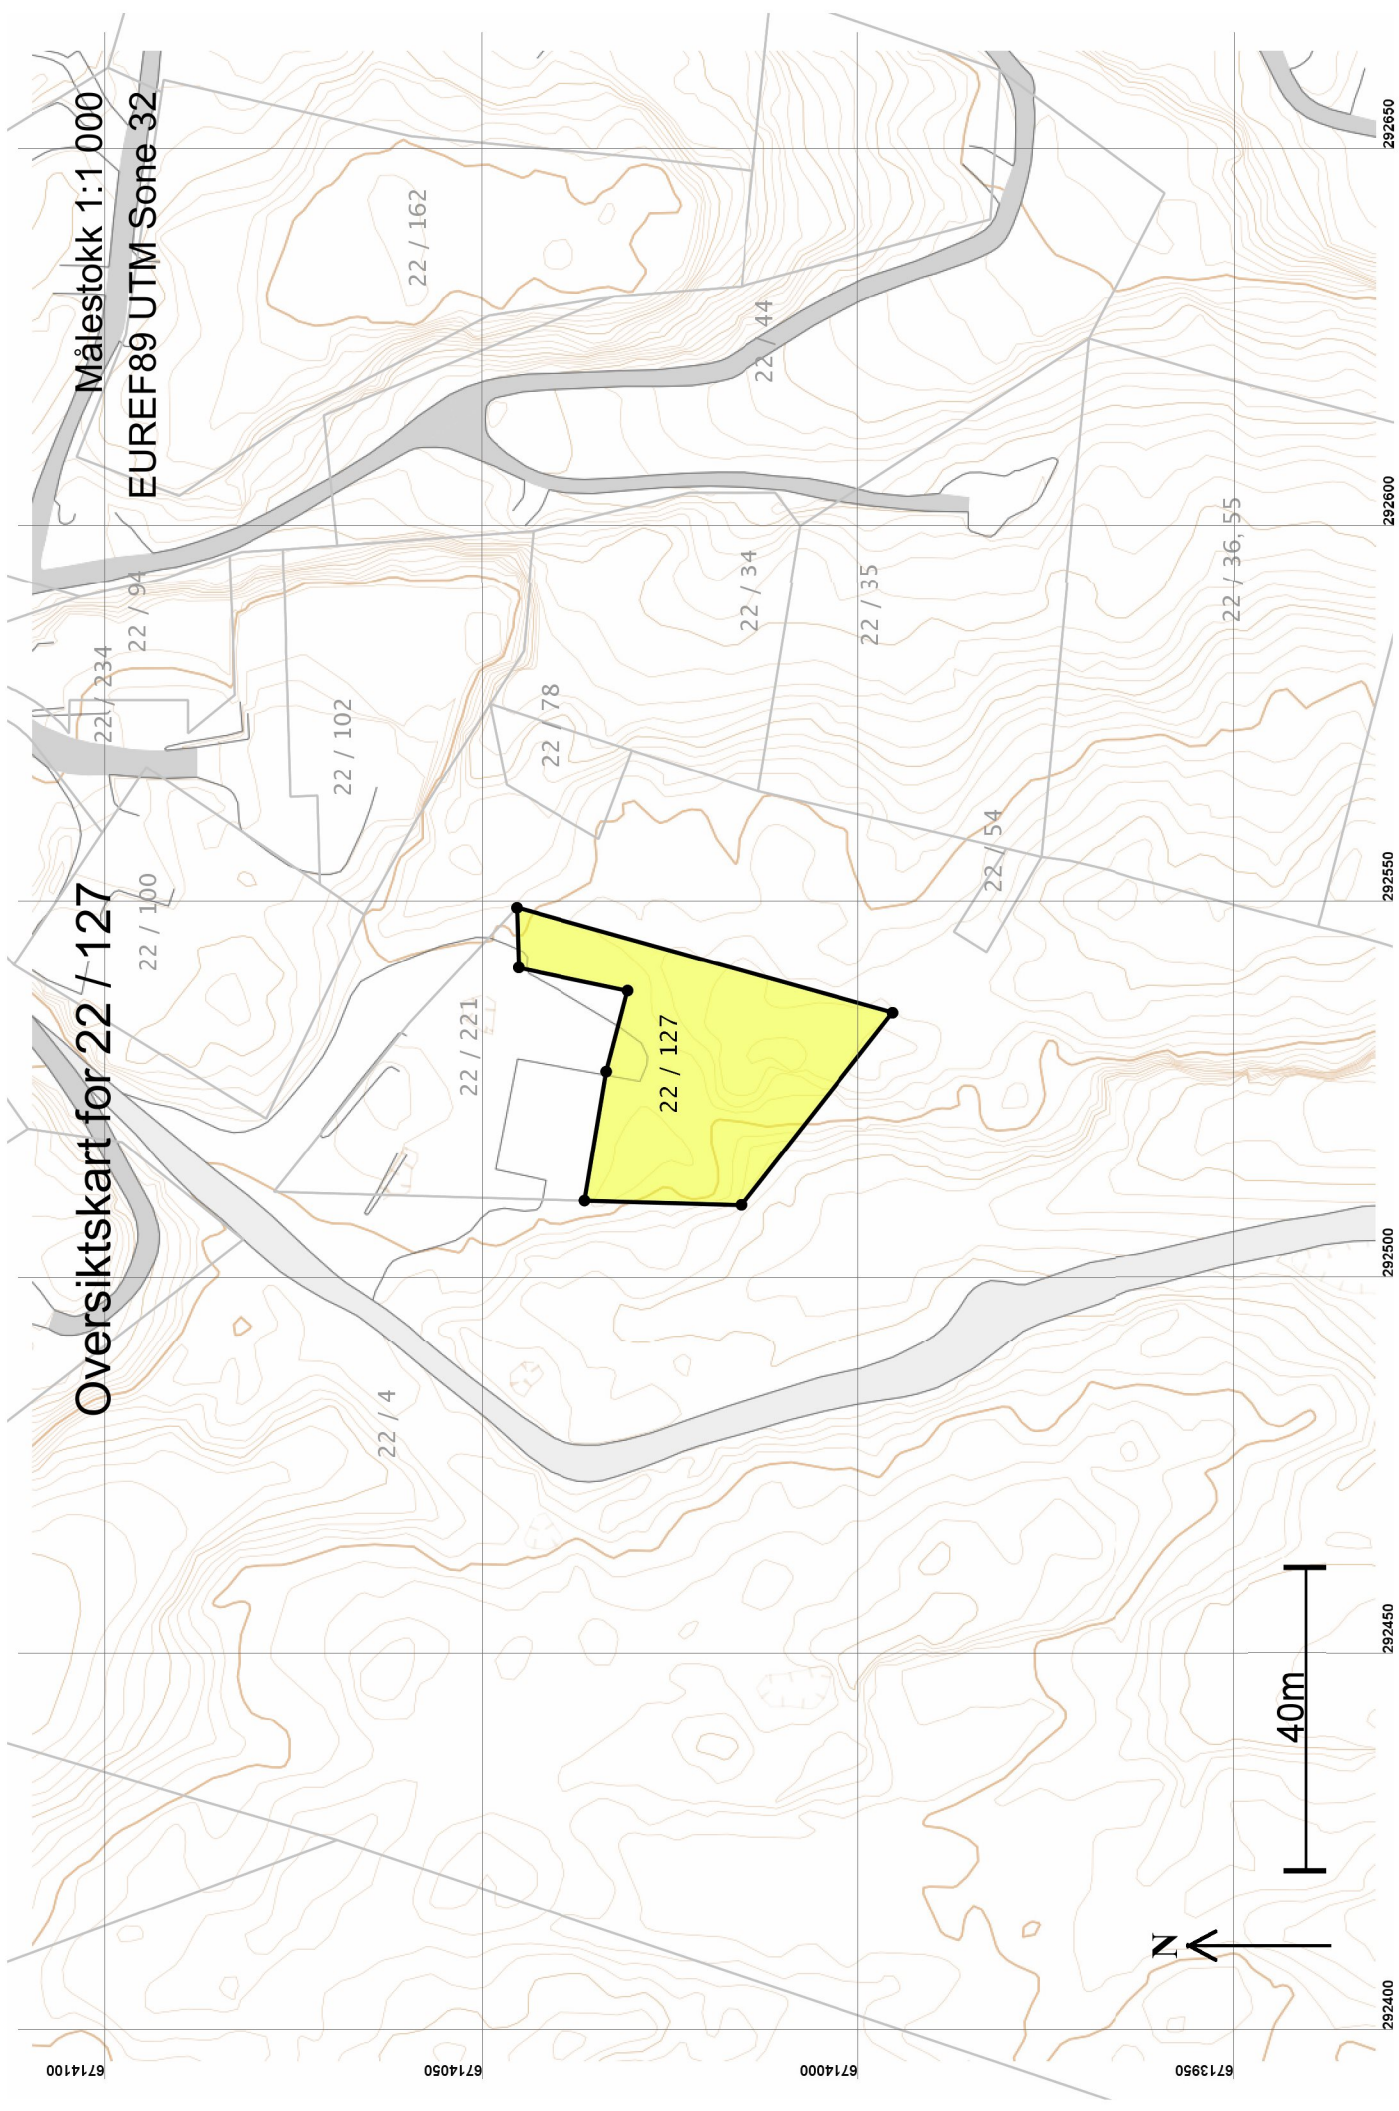 Oversiktskart for 22 / 127
Målestokk 1:1 000
EUREF89 UTM Sone 32
22 / 234
22 / 94
22 / 100
22 / 102
22 / 162
22 / 4
22 / 221
22 / 78
22 / 127
22 / 34
22 / 44
22 / 35
22 / 54
22 / 36,55
N
40m
6714100
6714050
6714000
6713950
292400
292450
292500
292550
292600
292650